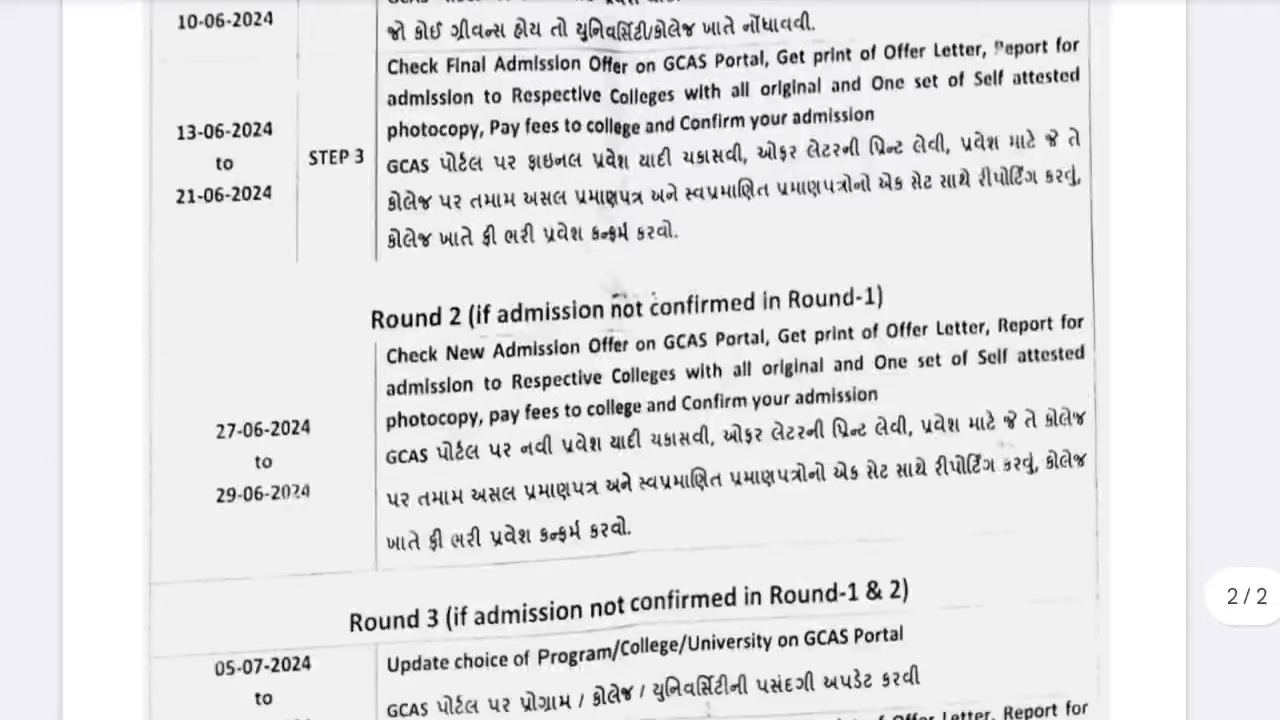 10-06-2024
જો કોઈ ગ્રીવન્સ હોય તો યુનિવર્સિટી/કોલેજ ખાતે નોંધાવવી.
Check Final Admission Offer on GCAS Portal, Get print of Offer Letter, Report for
admission to Respective Colleges with all original and One set of Self attested
photocopy, Pay fees to college and Confirm your admission
13-06-2024
to
21-06-2024
STEP 3
GCAS પોર્ટલ પર ફાઇનલ પ્રવેશ યાદી ચકાસવી, ઓફર લેટરની પ્રિન્ટ લેવી, પ્રવેશ માટે જે તે
કોલેજ પર તમામ અસલ પ્રમાણપત્ર અને સ્વપ્રમાણિત પ્રમાણપત્રોનો એક સેટ સાથે રીપોર્ટિંગ કરવું,
કોલેજ ખાતે ફી ભરી પ્રવેશ કન્ફર્મ કરવો.
Round 2 (if admission not confirmed in Round-1)
Check New Admission Offer on GCAS Portal, Get print of Offer Letter, Report for
admission to Respective Colleges with all original and One set of Self attested
photocopy, pay fees to college and Confirm your admission
27-06-2024
to
29-06-2024
GCAS પોર્ટલ પર નવી પ્રવેશ યાદી ચકાસવી, ઓફર લેટરની પ્રિન્ટ લેવી, પ્રવેશ માટે જે તે કોલેજ
પર તમામ અસલ પ્રમાણપત્ર અને સ્વપ્રમાણિત પ્રમાણપત્રોનો એક સેટ સાથે રીપોર્ટિંગ કરવું, કોલેજ
ખાતે ફી ભરી પ્રવેશ કન્ફર્મ કરવો.
Round 3 (if admission not confirmed in Round-1 & 2)
05-07-2024
to
Update choice of Program/College/University on GCAS Portal
GCAS પોર્ટલ પર પ્રોગ્રામ / કોલેજ / યુનિવર્સિટીની પસંદગી અપડેટ કરવી
of Offer Letter, Report for
2 / 2